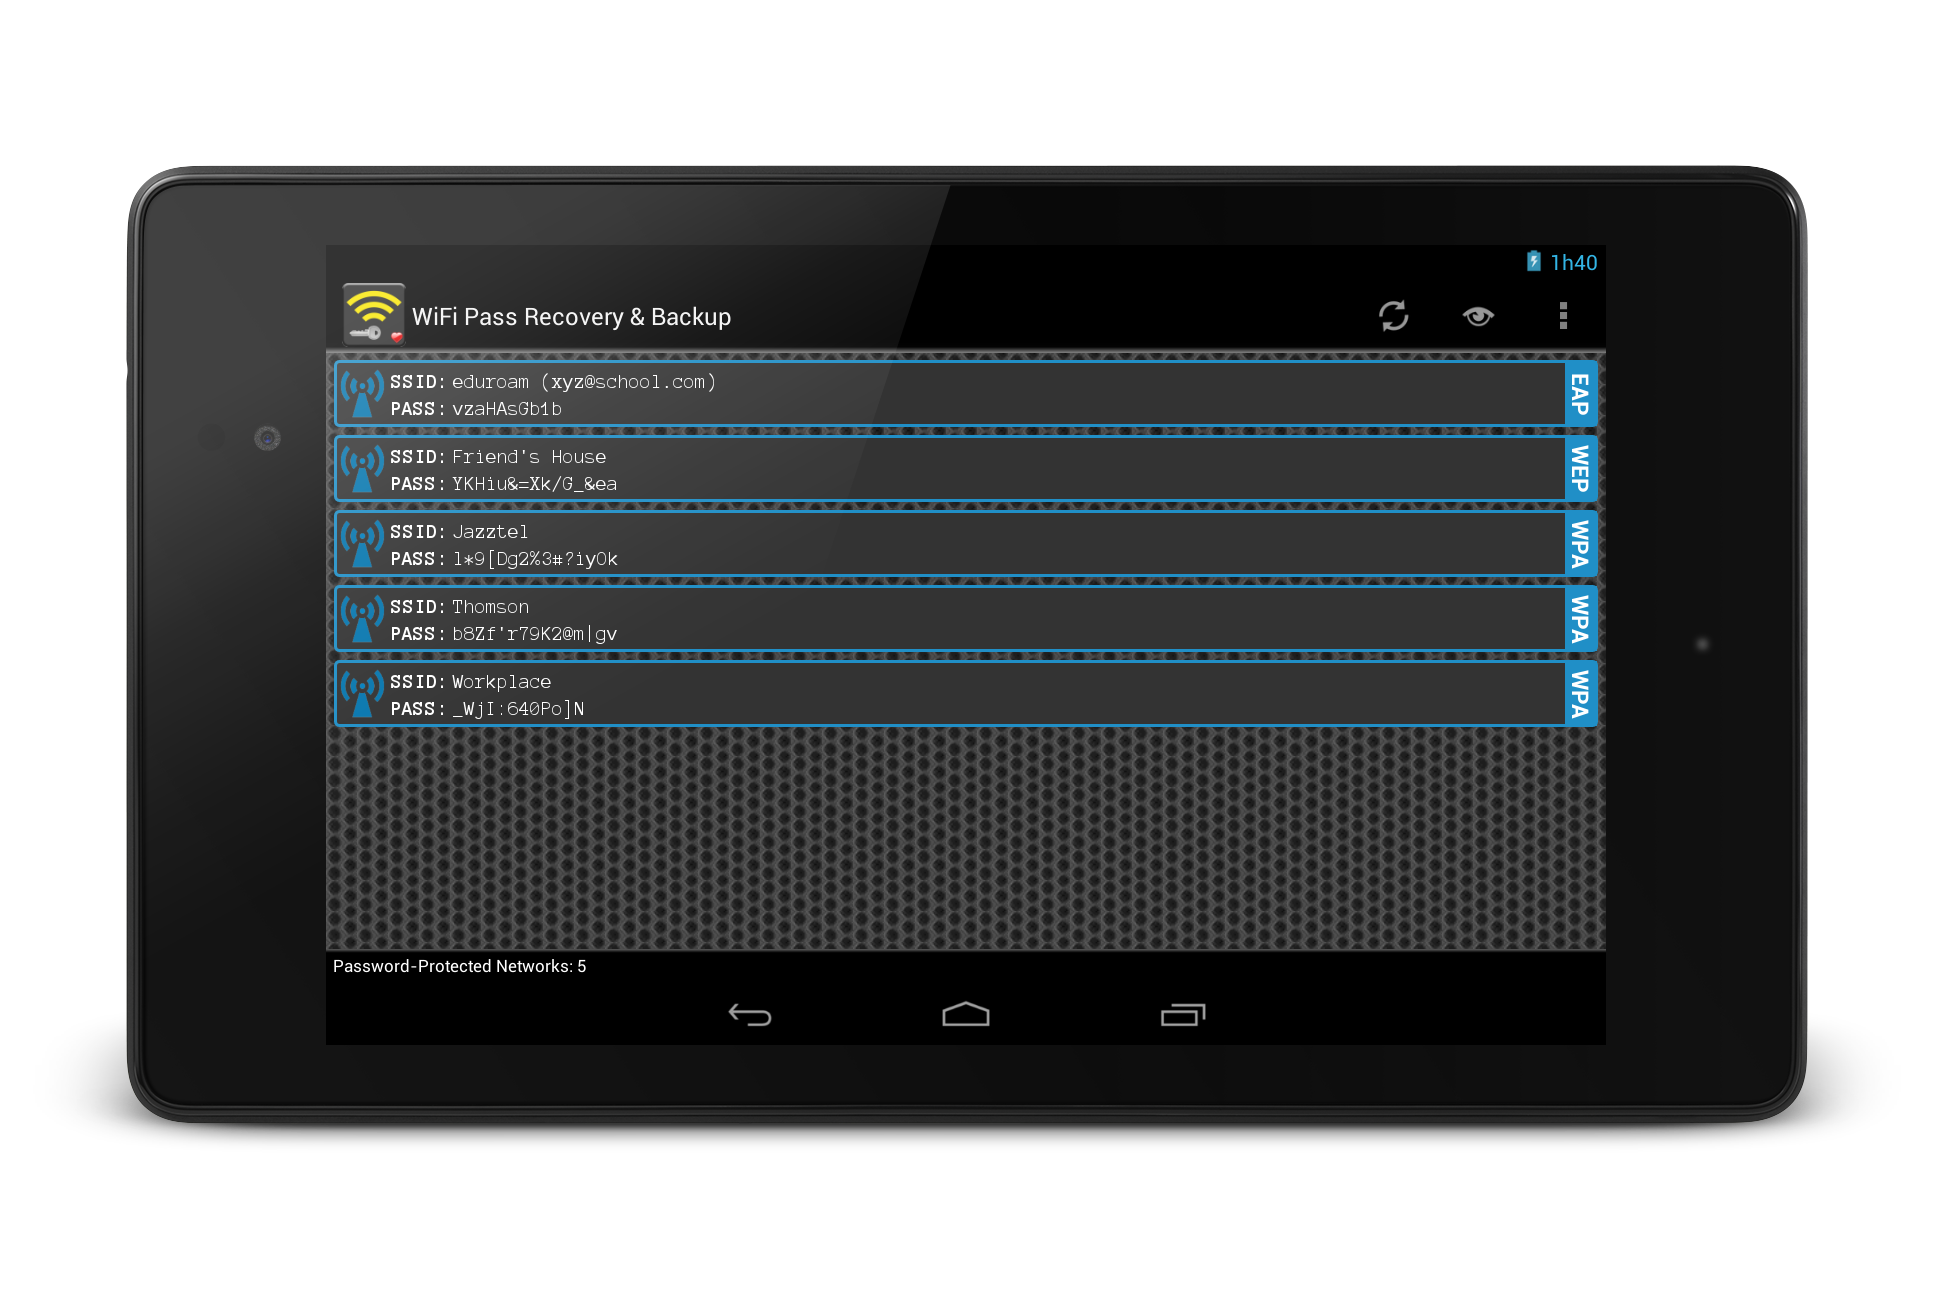 1h40
WiFi Pass Recovery & Backup
SSID: eduroam (xyz@school.com)
PASS: vzaHAsGb1b
EAP
SSID: Friend's House
PASS: YKHiu&=Xk/G_&ea
WEP
SSID: Jazztel
PASS: l*9[Dg2%3#?iyOk
WPA
SSID: Thomson
PASS: b8Zf'r79K2@m|gv
WPA
SSID: Workplace
PASS: _WjI:640Po]N
WPA
Password-Protected Networks: 5